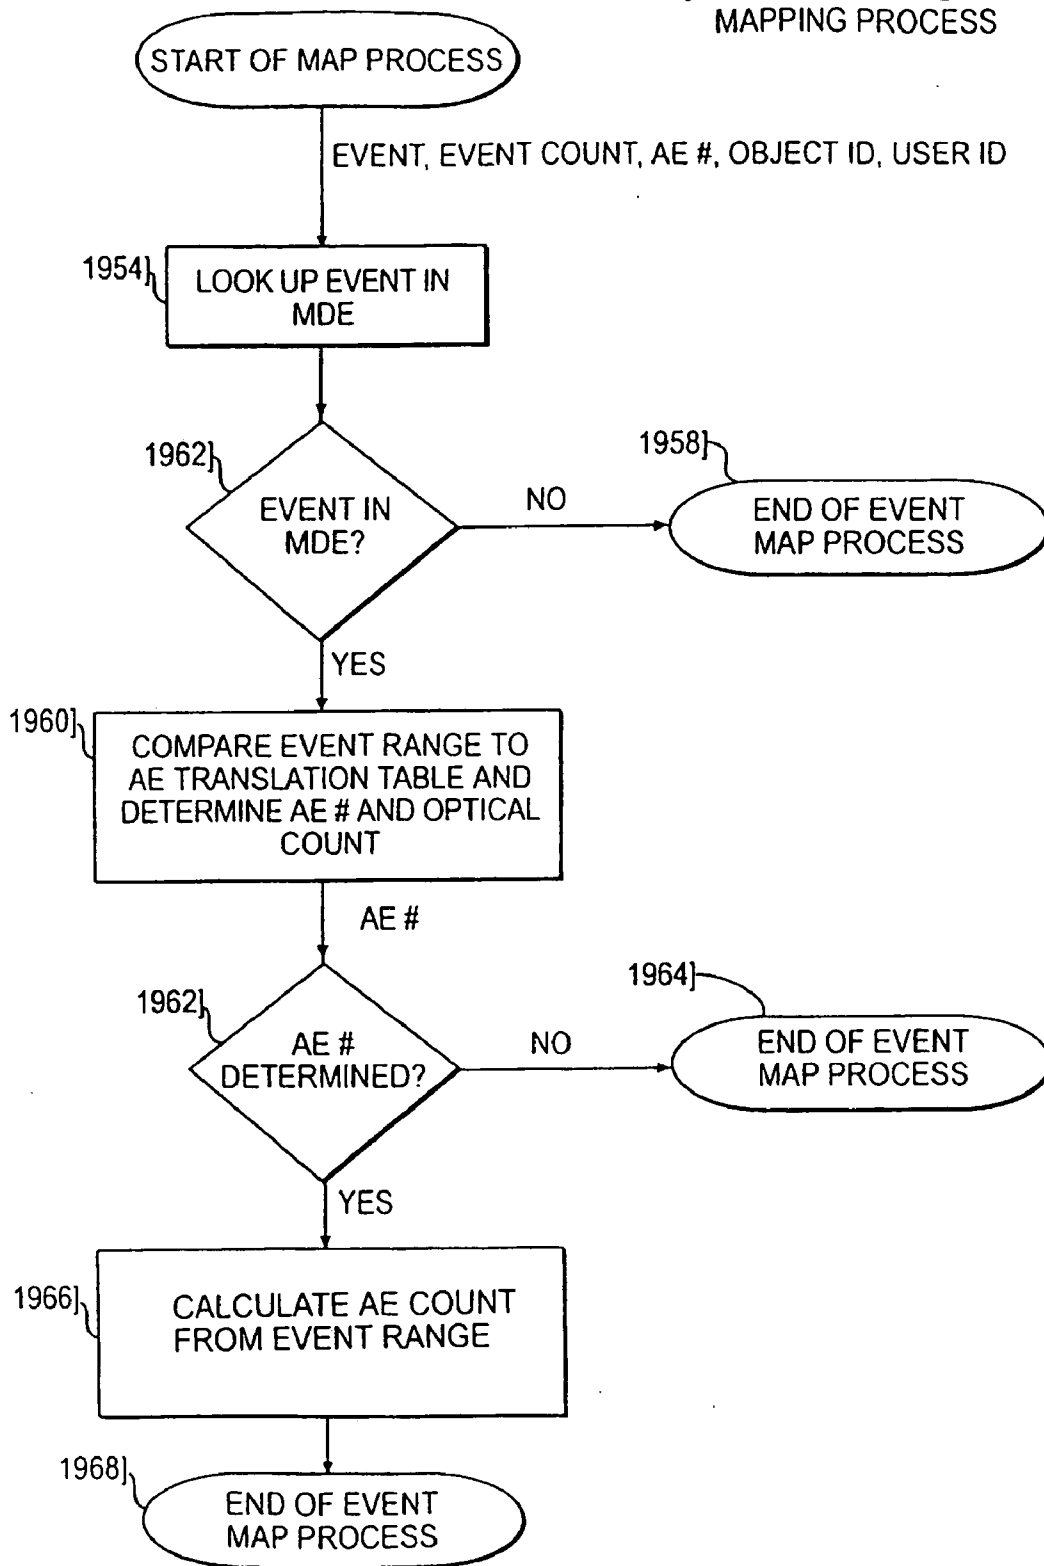 MAPPING PROCESS
START OF MAP PROCESS
EVENT, EVENT COUNT, AE #, OBJECT ID, USER ID
1954]
LOOK UP EVENT IN
MDE
1962]
EVENT IN
MDE?
NO
1958]
END OF EVENT
MAP PROCESS
YES
1960]
COMPARE EVENT RANGE TO
AE TRANSLATION TABLE AND
DETERMINE AE # AND OPTICAL
COUNT
AE #
1962]
AE #
DETERMINED?
NO
1964]
END OF EVENT
MAP PROCESS
YES
1966]
CALCULATE AE COUNT
FROM EVENT RANGE
1968]
END OF EVENT
MAP PROCESS